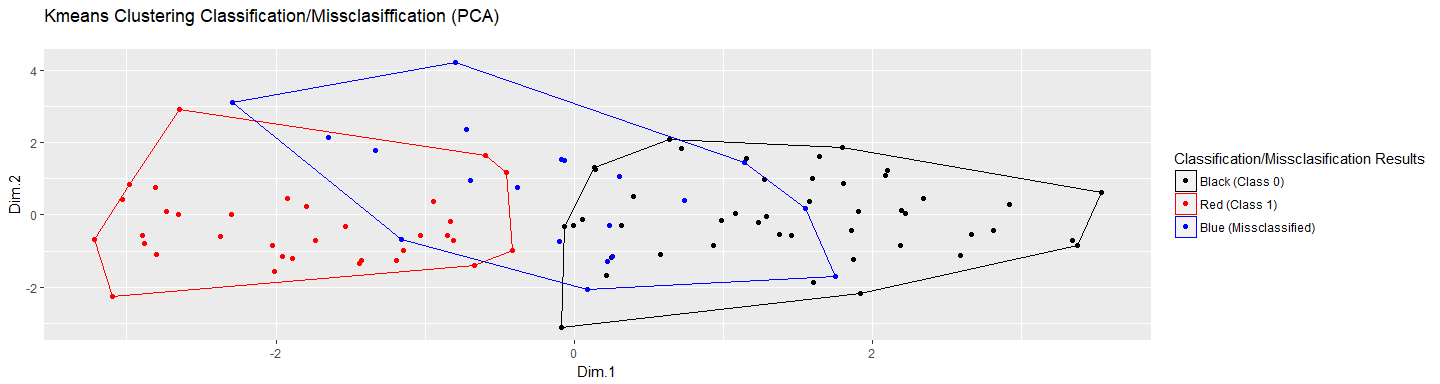 Kmeans Clustering Classification/Missclasiffication (PCA)
4
2
0
-2
Dim.2
-2
0
2
Dim.1
Classification/Missclasification Results
Black (Class 0)
Red (Class 1)
Blue (Missclassified)